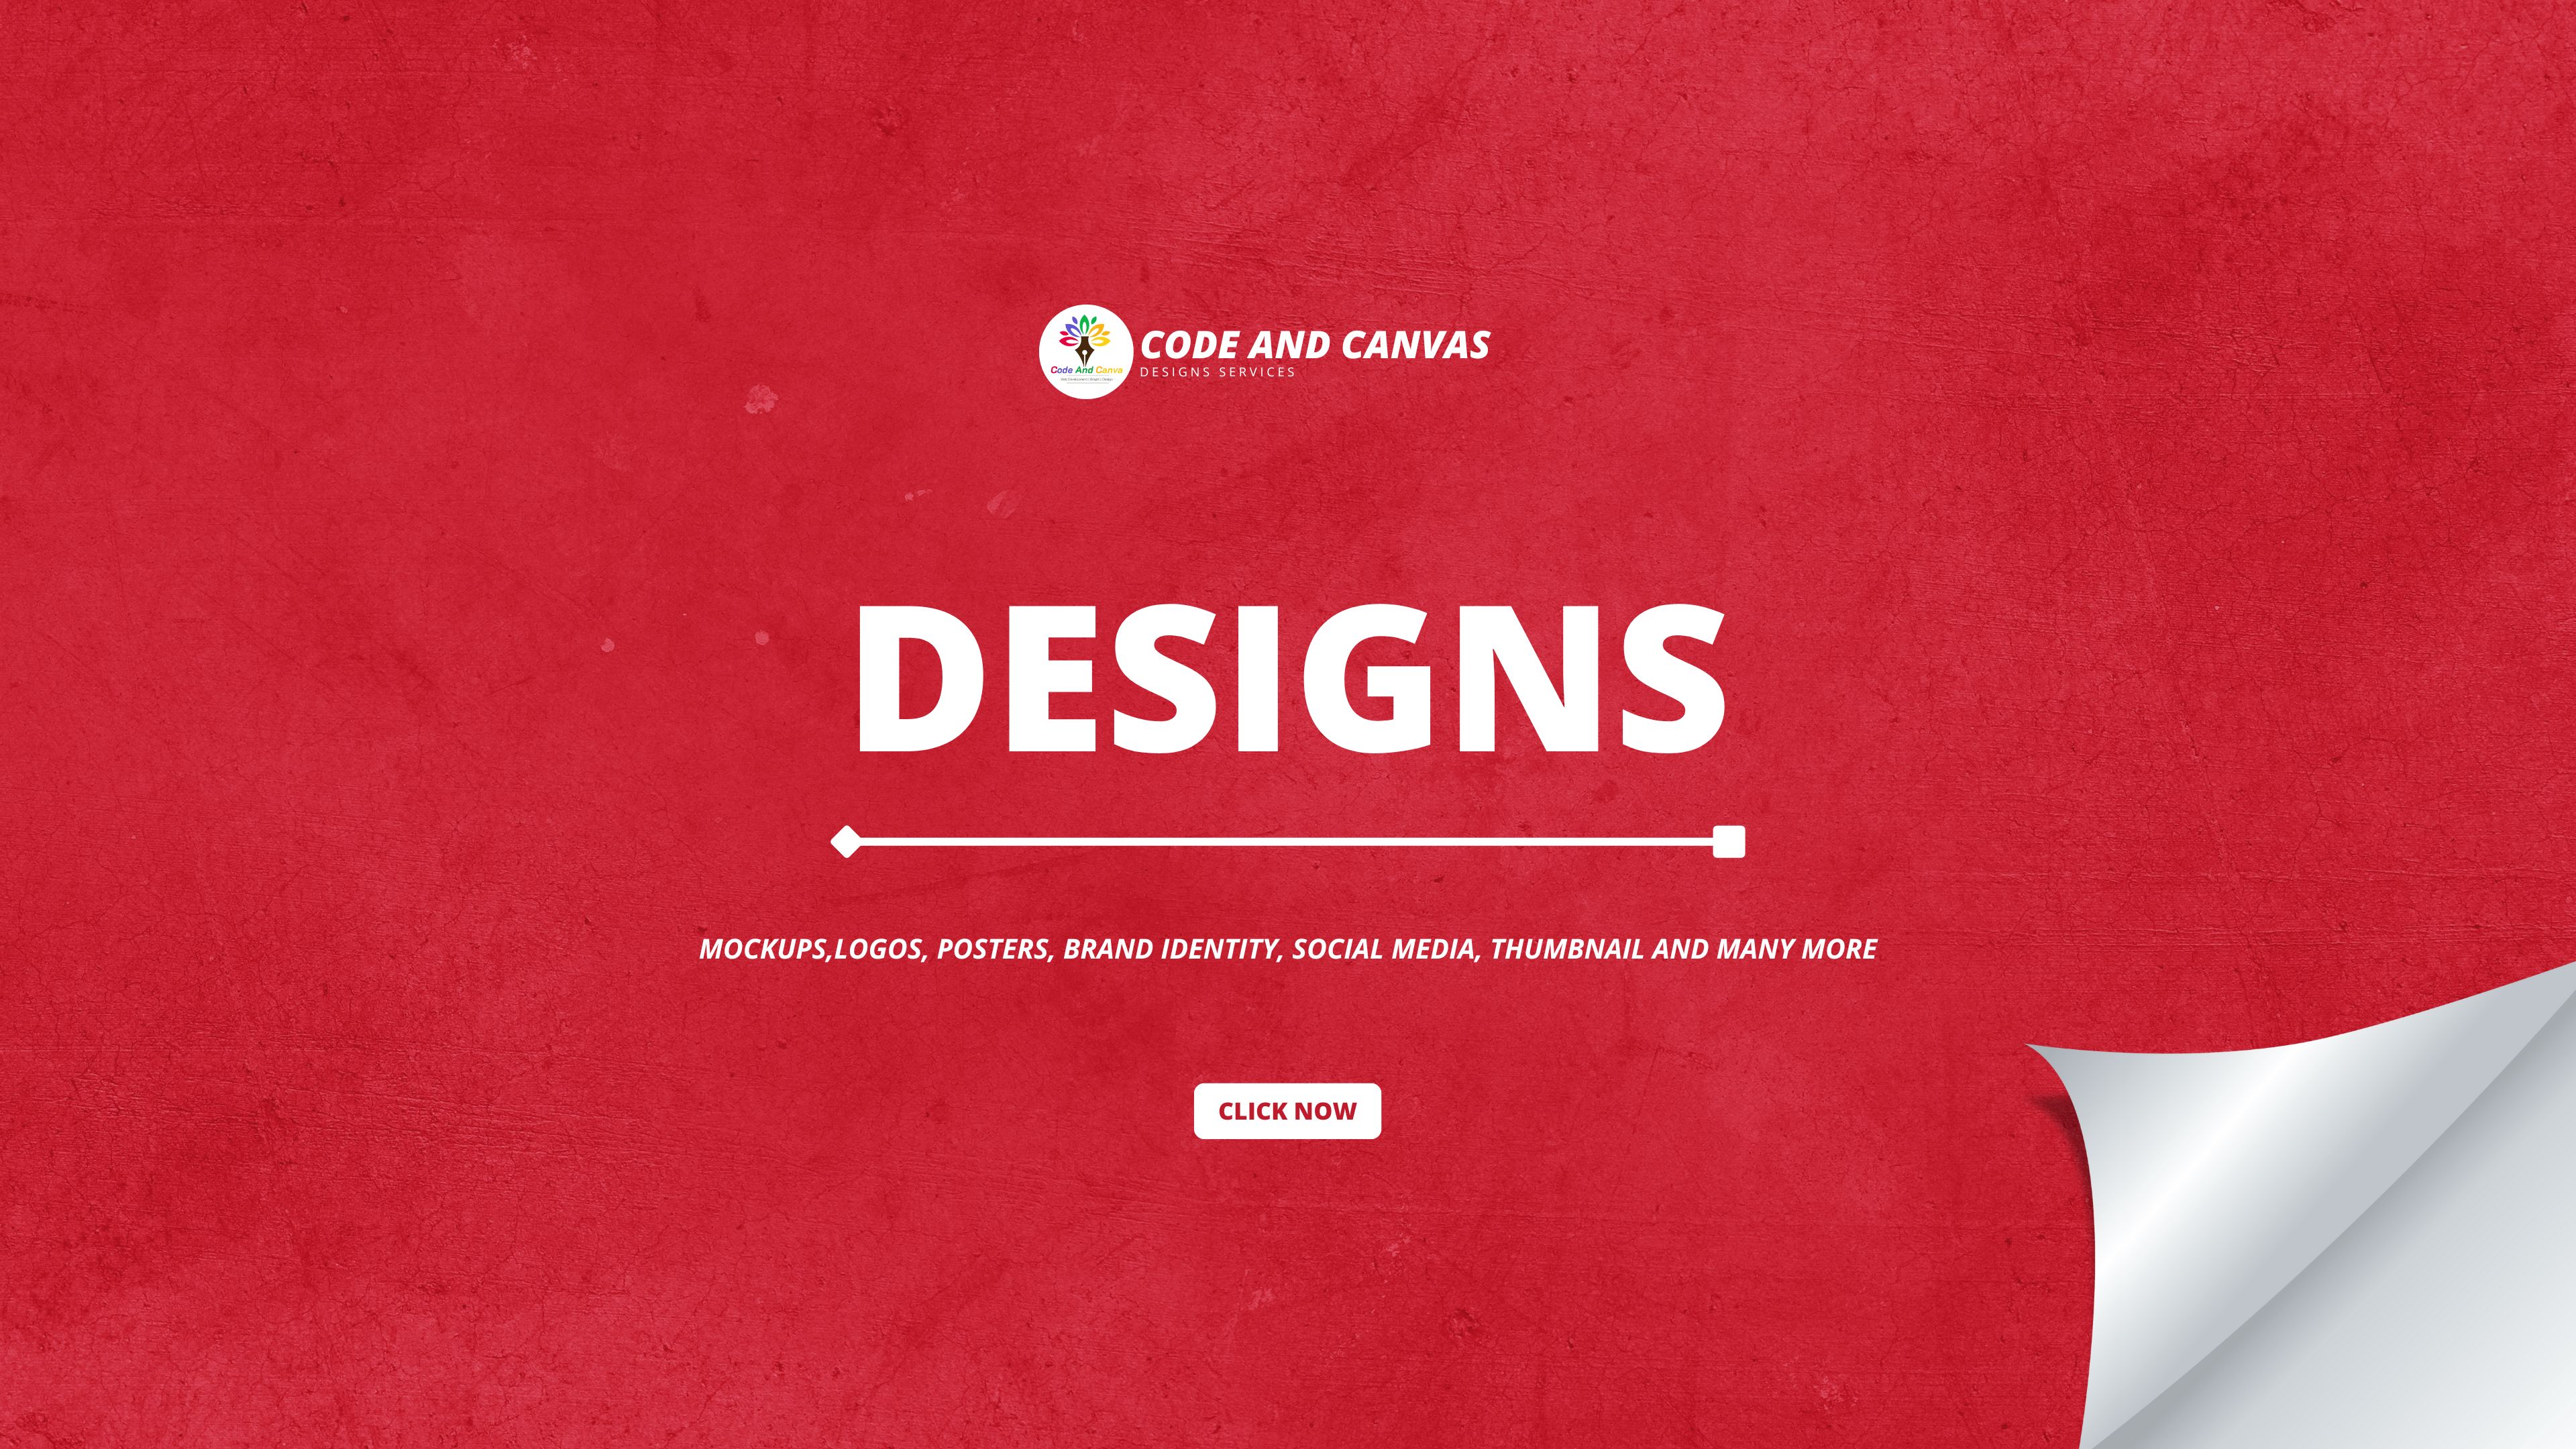 Code And Canva
CODE AND CANVAS
DESIGNS SERVICES
DESIGNS
MOCKUPS,LOGOS, POSTERS, BRAND IDENTITY, SOCIAL MEDIA, THUMBNAIL AND MANY MORE
CLICK NOW